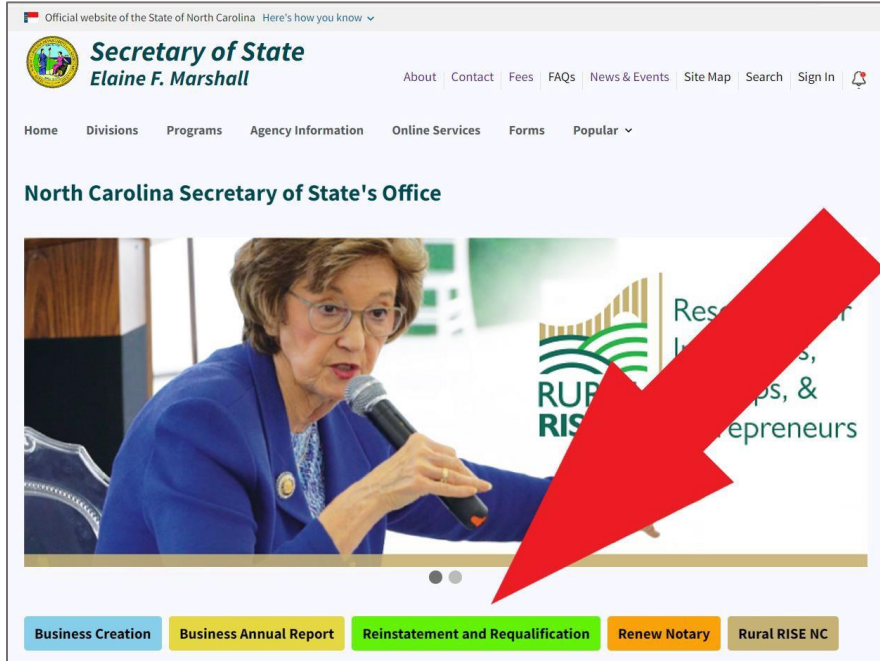 Official website of the State of North Carolina Here's how you know
Secretary of State
Elaine F. Marshall
About Contact Fees FAQs News & Events Site Map Search Sign In
Home Divisions Programs Agency Information Online Services Forms Popular
North Carolina Secretary of State's Office
RIS
epreneurs
Business Creation Business Annual Report Reinstatement and Requalification Renew Notary Rural RISE NC